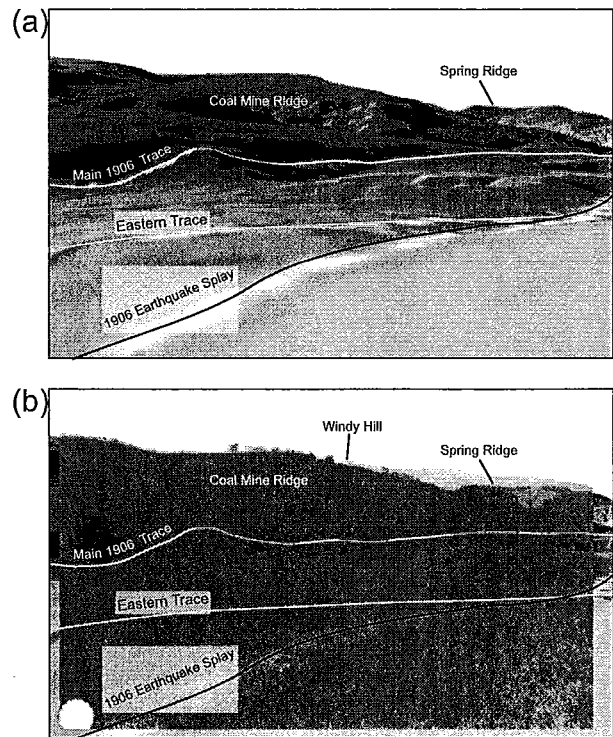 (a)
Spring Ridge
Coal Mine Ridge
Main 1906 Trace
Eastern Trace
1906 Earthquake Splay
(b)
Windy Hill
Spring Ridge
Coal Mine Ridge
Main 1906 Trace
Eastern Trace
1906 Earthquake Splay